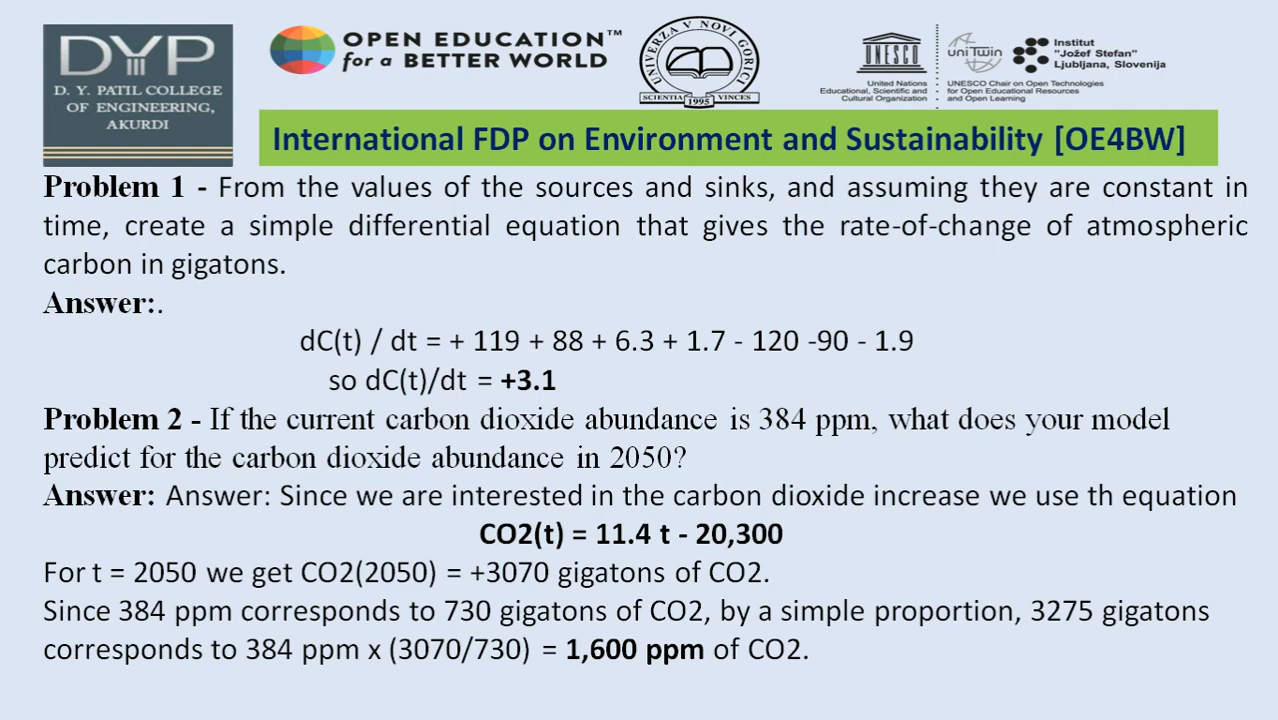 DYP
D. Y. PATIL COLLEGE
OF ENGINEERING,
AKURDI
OPEN EDUCATION™
for a BETTER WORLD
UNIVERZA V NOVI GORICI
SCIENTIA 1995 VINCES
UNESCO
United Nations
Educational, Scientific and
Cultural Organization
uniTwin
Institut
"Jožef Stefan"
Ljubljana, Slovenija
UNESCO Chair on Open Technologies
for Open Educational Resources
and Open Learning
International FDP on Environment and Sustainability [OE4BW]
Problem 1 - From the values of the sources and sinks, and assuming they are constant in
time, create a simple differential equation that gives the rate-of-change of atmospheric
carbon in gigatons.
Answer:.
dC(t) / dt = + 119 + 88 + 6.3 + 1.7 - 120 -90 - 1.9
so dC(t)/dt = +3.1
Problem 2 - If the current carbon dioxide abundance is 384 ppm, what does your model
predict for the carbon dioxide abundance in 2050?
Answer: Answer: Since we are interested in the carbon dioxide increase we use th equation
CO2(t) = 11.4 t - 20,300
For t = 2050 we get CO2(2050) = +3070 gigatons of CO2.
Since 384 ppm corresponds to 730 gigatons of CO2, by a simple proportion, 3275 gigatons
corresponds to 384 ppm x (3070/730) = 1,600 ppm of CO2.